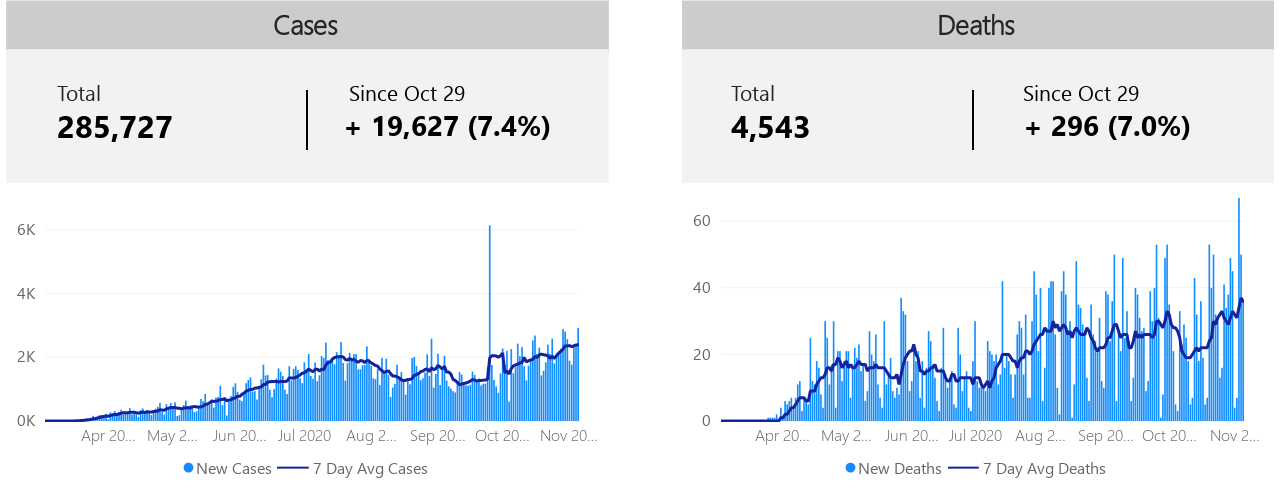 Cases
Total
285,727
Since Oct 29
+ 19,627 (7.4%)
6K
4K
2K
0K
Apr 20... May 2... Jun 20... Jul 2020 Aug 2... Sep 20... Oct 20... Nov 20...
New Cases 7 Day Avg Cases
Deaths
Total
4,543
Since Oct 29
+ 296 (7.0%)
60
40
20
0
Apr 20... May 2... Jun 20... Jul 2020 Aug 2... Sep 20... Oct 20... Nov 2...
New Deaths 7 Day Avg Deaths